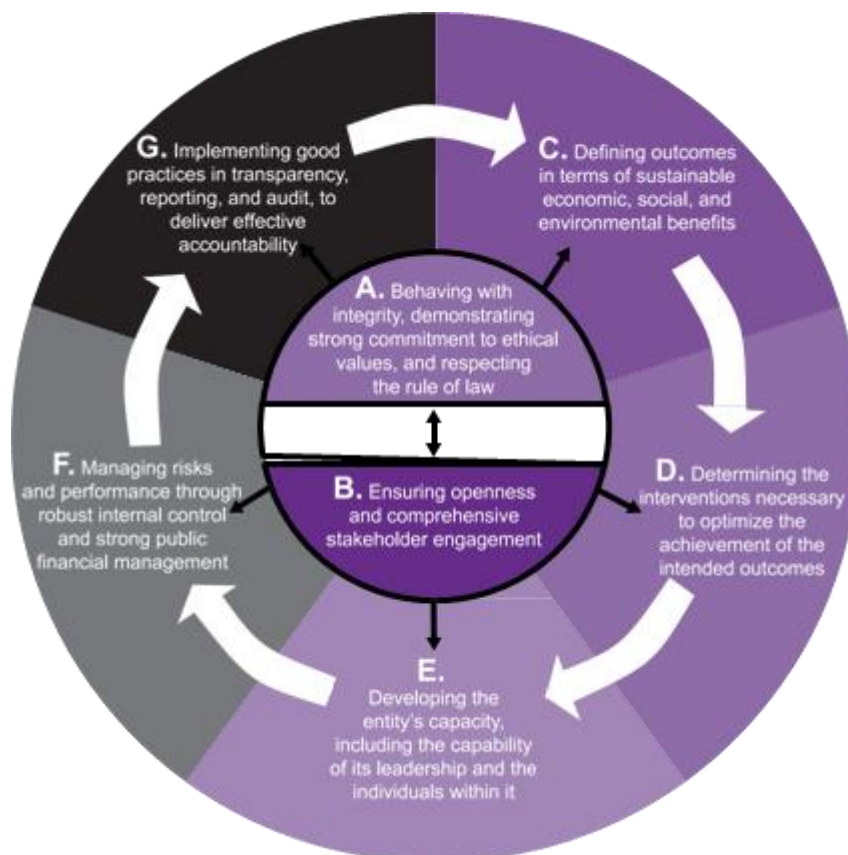 A. Behaving with
integrity, demonstrating
strong commitment to ethical
values, and respecting
the rule of law
B. Ensuring openness
and comprehensive
stakeholder engagement
C. Defining outcomes
in terms of sustainable
economic, social, and
environmental benefits
D. Determining the
interventions necessary
to optimize the
achievement of the
intended outcomes
E.
Developing the
entity's capacity,
including the capability
of its leadership and the
individuals within it
F. Managing risks
and performance through
robust internal control
and strong public
financial management
G. Implementing good
practices in transparency,
reporting, and audit, to
deliver effective
accountability